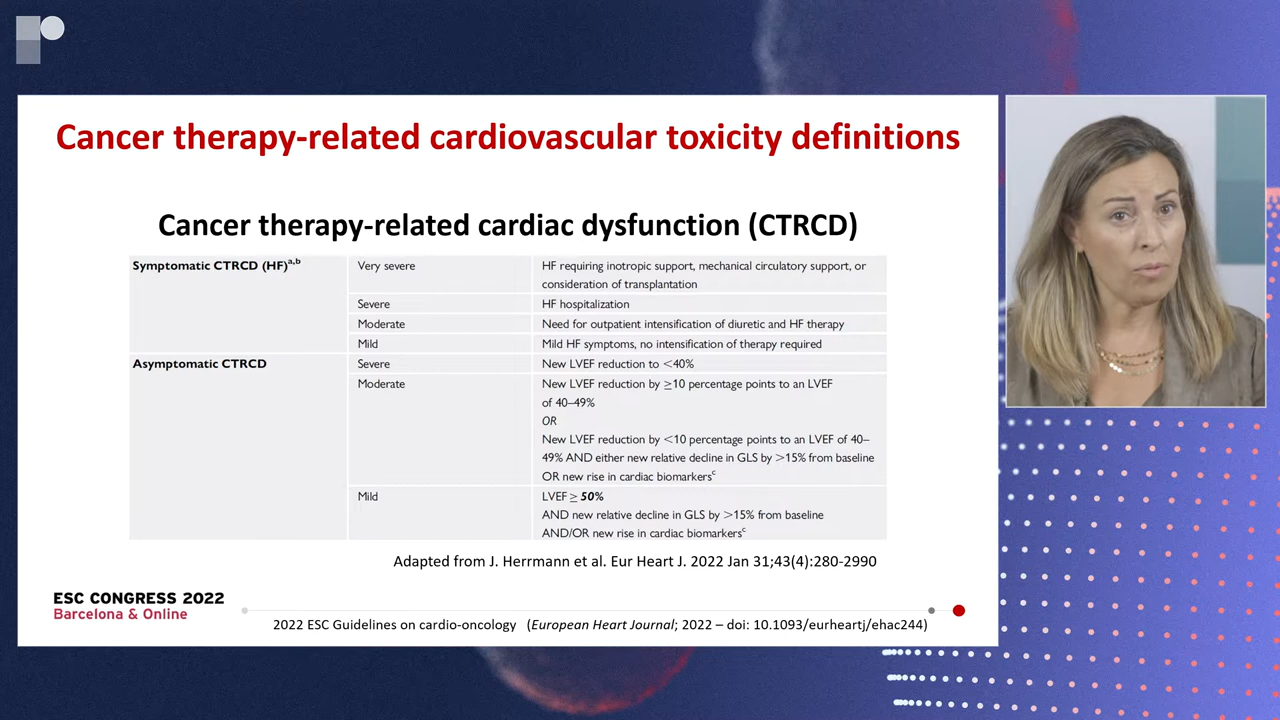 Cancer therapy-related cardiovascular toxicity definitions
Cancer therapy-related cardiac dysfunction (CTRCD)
Symptomatic CTRCD (HF)a,b
Very severe
HF requiring inotropic support, mechanical circulatory support, or
consideration of transplantation
Severe
HF hospitalization
Moderate
Need for outpatient intensification of diuretic and HF therapy
Mild
Mild HF symptoms, no intensification of therapy required
Asymptomatic CTRCD
Severe
New LVEF reduction to <40%
Moderate
New LVEF reduction by ≥10 percentage points to an LVEF
of 40–49%
OR
New LVEF reduction by <10 percentage points to an LVEF of 40–
49% AND either new relative decline in GLS by >15% from baseline
OR new rise in cardiac biomarkersc
Mild
LVEF ≥ 50%
AND new relative decline in GLS by >15% from baseline
AND/OR new rise in cardiac biomarkersc
Adapted from J. Herrmann et al. Eur Heart J. 2022 Jan 31;43(4):280-2990
ESC CONGRESS 2022
Barcelona & Online
2022 ESC Guidelines on cardio-oncology (European Heart Journal; 2022 – doi: 10.1093/eurheartj/ehac244)